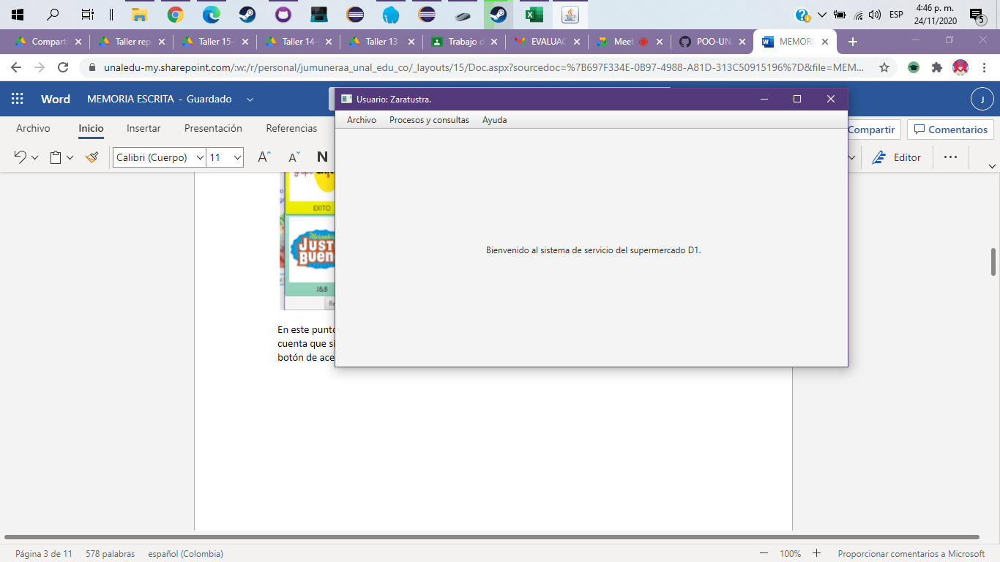 ESP
4:46 p. m.
24/11/2020
5
Comparti
Taller rep
Taller 15-
Taller 14-
Taller 13
Trabajo d
EVALUAC
Meet
POO-UN
MEMORI
unaledu-my.sharepoint.com/:w:/r/personal/jumuneraa_unal_edu_co/_layouts/15/Doc.aspx?sourcedoc=%7B697F334E-0B97-4988-A81D-313C50915196%7D&file=MEM...
Word
MEMORIA ESCRITA - Guardado
J
Usuario: Zaratustra.
Archivo Procesos y consultas Ayuda
Archivo Inicio Insertar Presentación Referencias
Compartir
Comentarios
Calibri (Cuerpo) 11
A A N
Editor
grupo
EXITO
JUSTO
BUEN
J&B
Re
Bienvenido al sistema de servicio del supermercado D1.
En este punto
cuenta que si
botón de ace
Página 3 de 11 578 palabras español (Colombia)
100%
Proporcionar comentarios a Microsoft